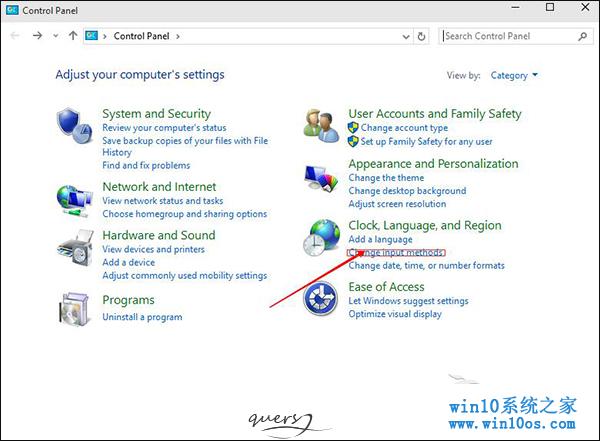 Control Panel
Control Panel
Search Control Panel
Adjust your computer's settings
View by: Category
System and Security
Review your computer's status
Save backup copies of your files with File
History
Find and fix problems
Network and Internet
View network status and tasks
Choose homegroup and sharing options
Hardware and Sound
View devices and printers
Add a device
Adjust commonly used mobility settings
Programs
Uninstall a program
User Accounts and Family Safety
Change account type
Set up Family Safety for any user
Appearance and Personalization
Change the theme
Change desktop background
Adjust screen resolution
Clock, Language, and Region
Add a language
Change input methods
Change date, time, or number formats
Ease of Access
Let Windows suggest settings
Optimize visual display
win10系统之家
www.win10os.com